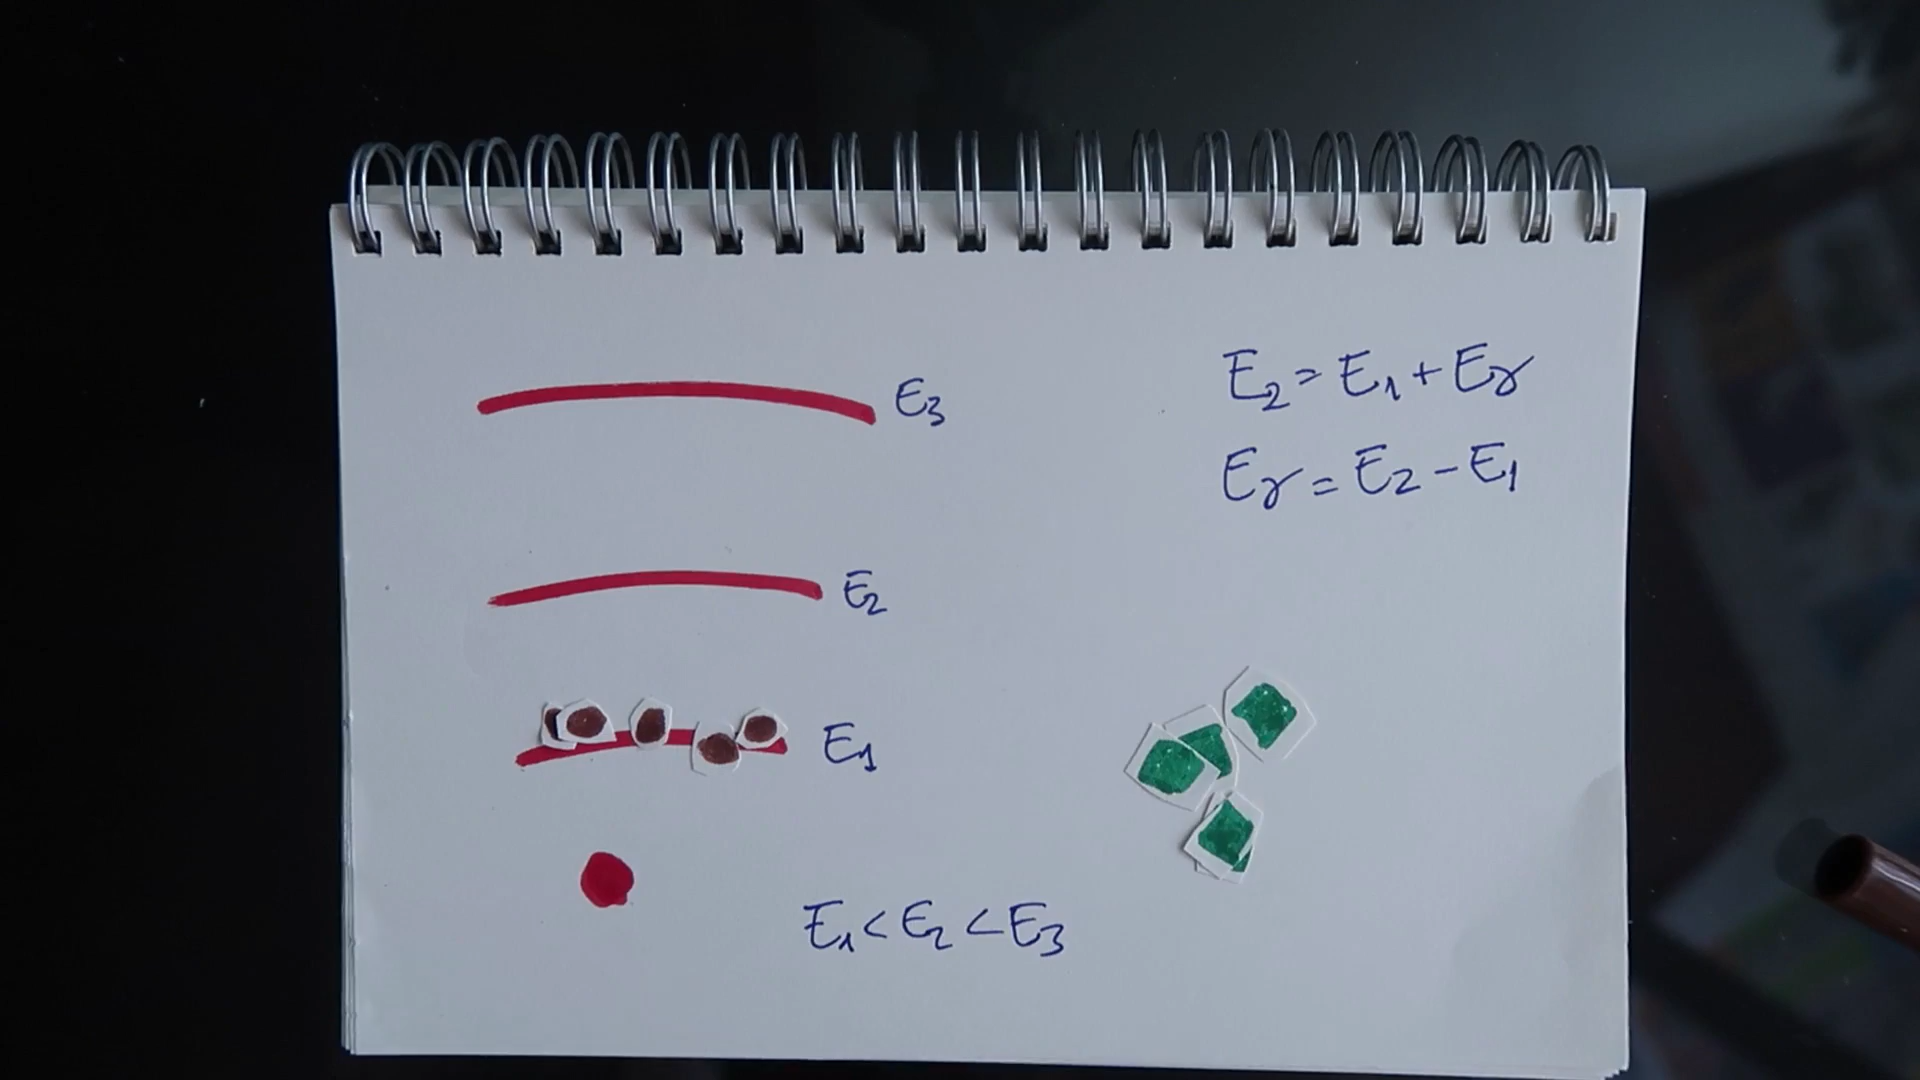 E₃
E₂ = E₁ + Eγ
Eγ = E₂ - E₁
E₂
E₁
E₁ < E₂ < E₃